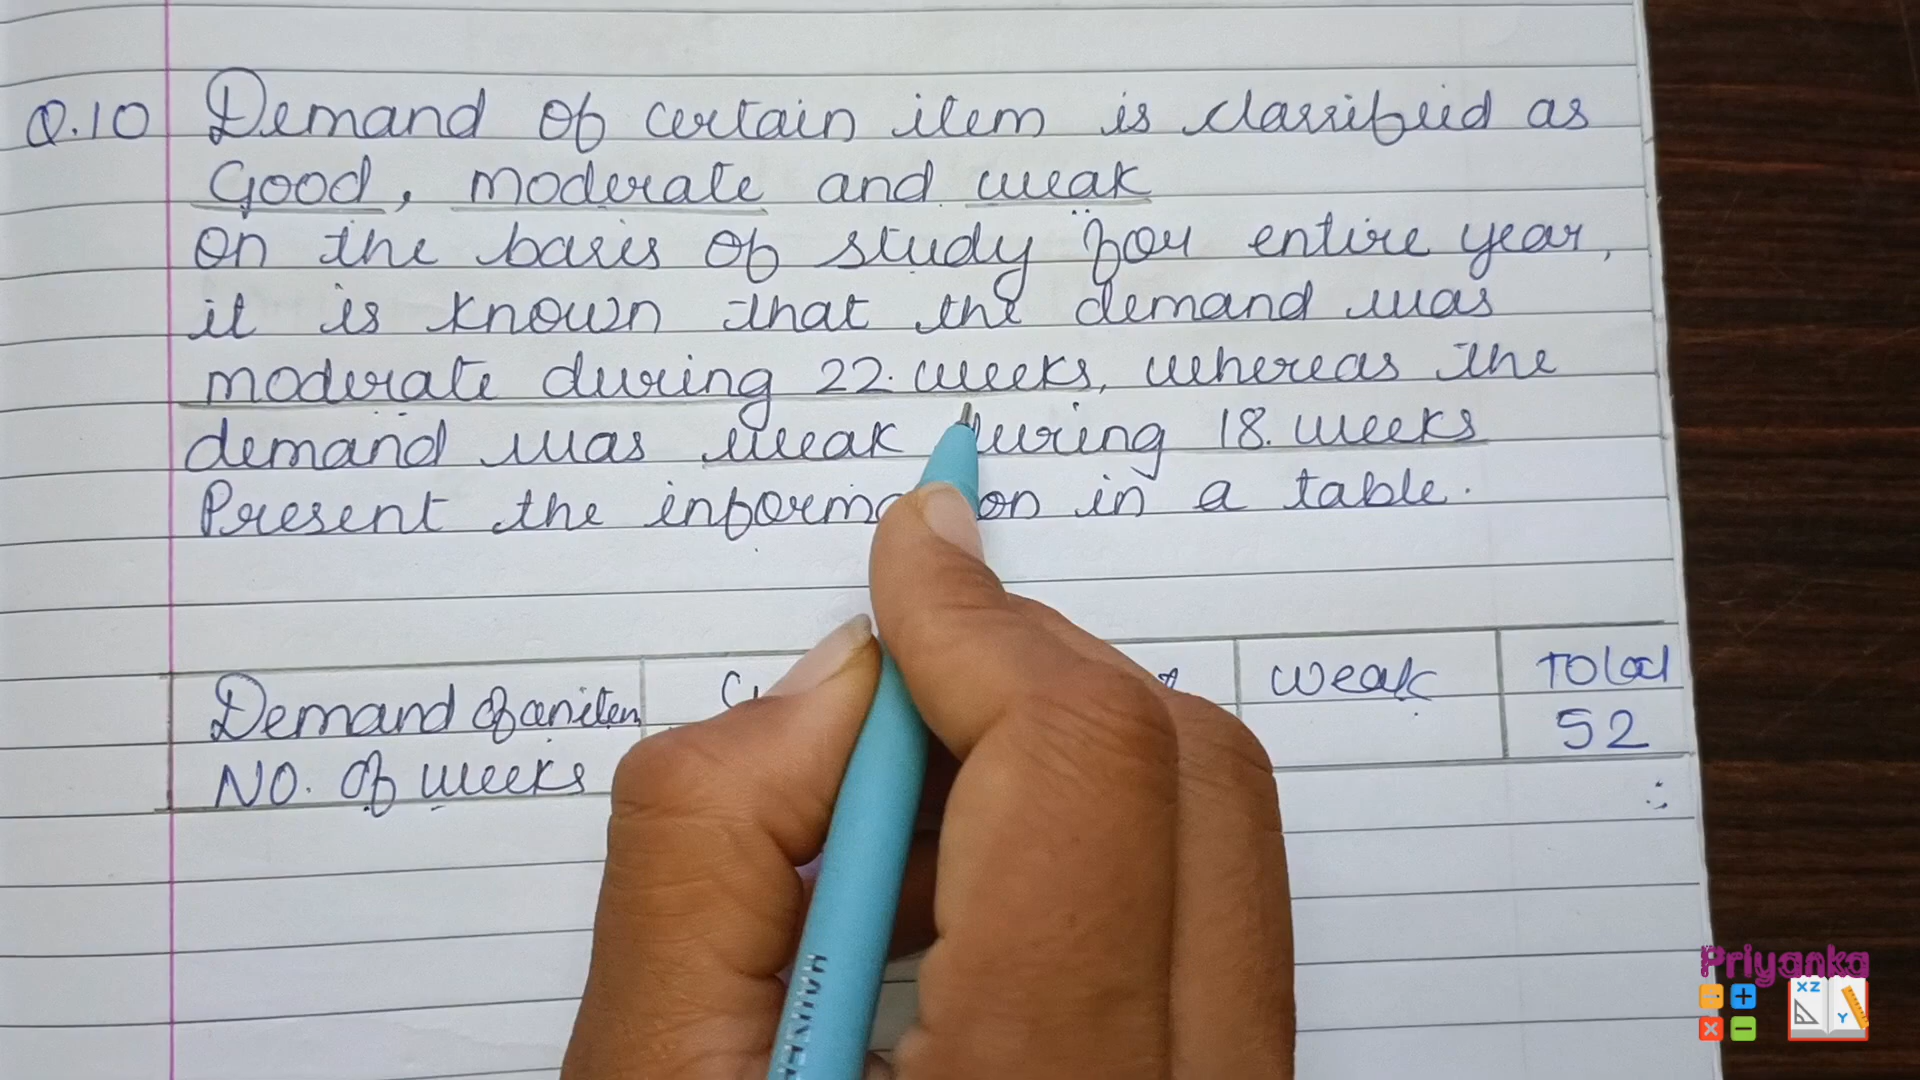 Q.10 Demand of certain item is classified as
Good, moderate and weak
on the basis of study for entire year,
it is known that the demand was
moderate during 22. weeks, whereas the
demand was weak during 18. weeks
Present the in a table.
Demand of an item weak Total
No. of weeks 52
Priyanka
XZ
Y